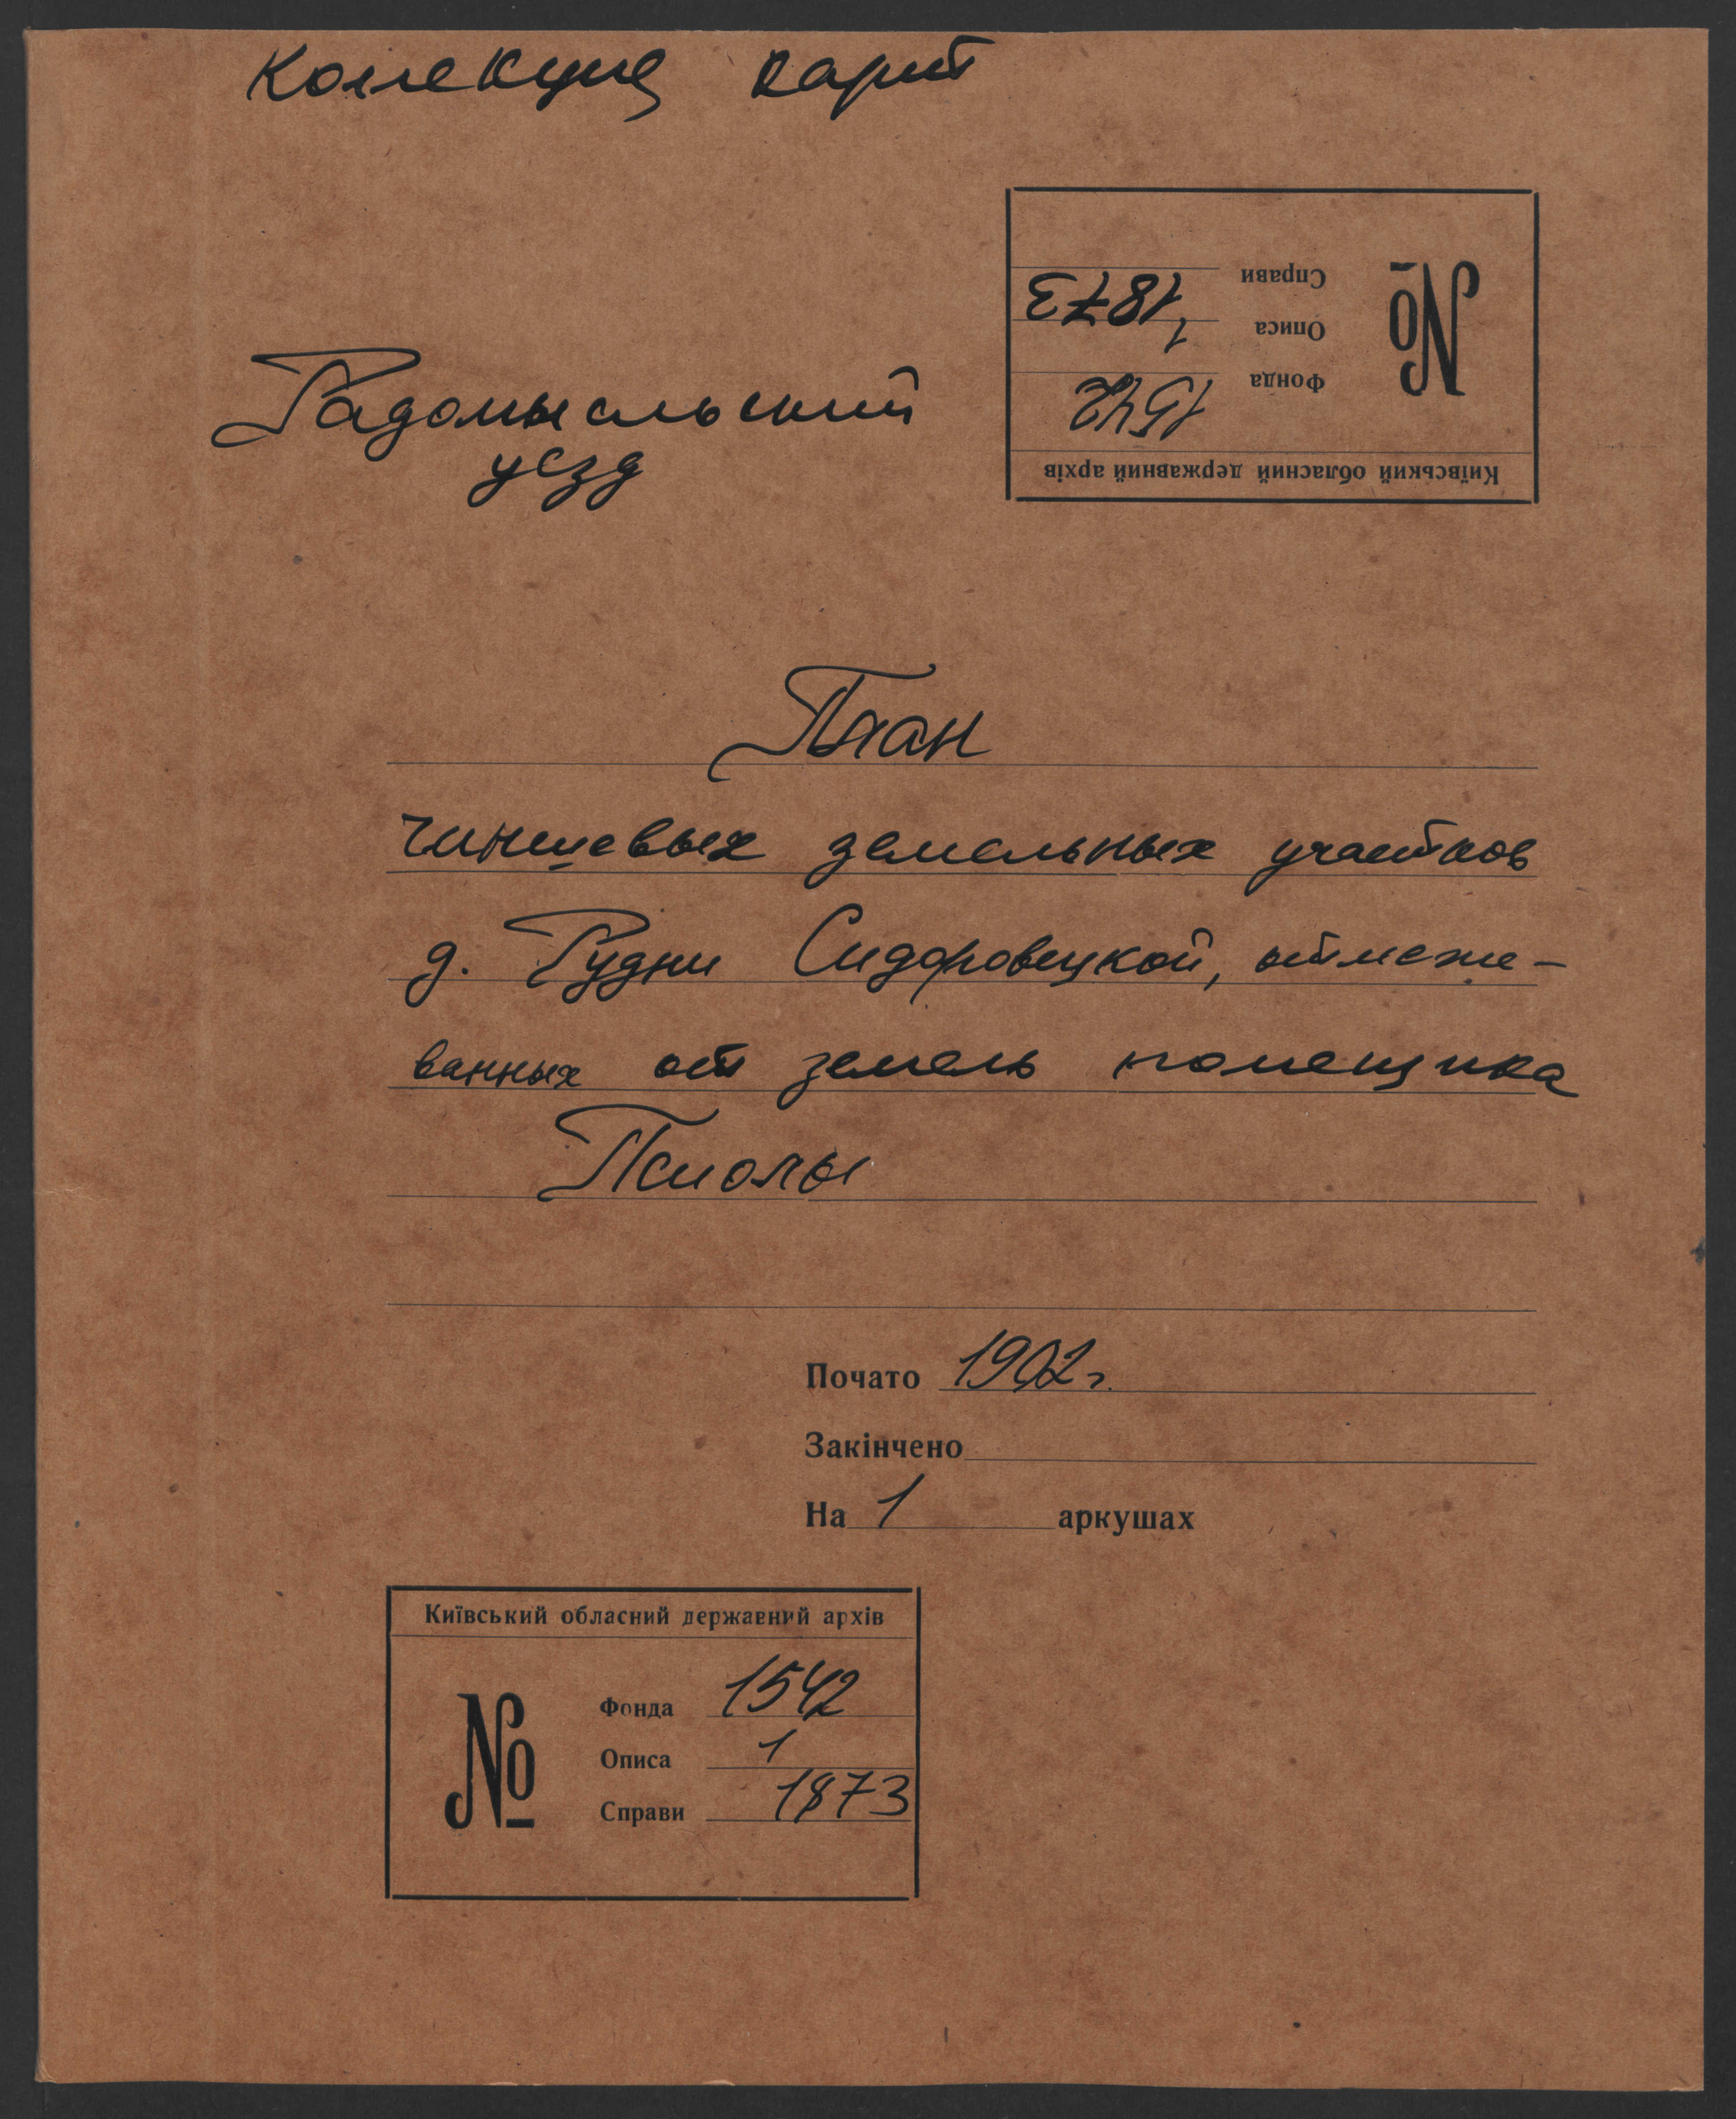 Коллекция карт
Справи 1873
Описа 1
Фонда 1542
Київський обласний державний архів
№
Радомысльский
уезд
План
чиншевых земельных участков
д. Рудни Сидоровецкой, отмеже-
ванных от земель помещика
Псиолы
Почато 1902 г.
Закінчено
На 1 аркушах
Київський обласний державний архів
№
Фонда 1542
Описа 1
Справи 1873